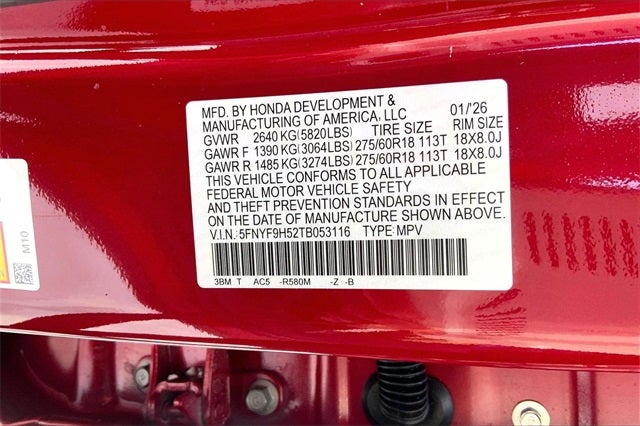 MFD. BY HONDA DEVELOPMENT &
MANUFACTURING OF AMERICA, LLC 01/'26
GVWR 2640 KG(5820LBS) TIRE SIZE RIM SIZE
GAWR F 1390 KG(3064LBS) 275/60R18 113T 18X8.0J
GAWR R 1485 KG(3274LBS) 275/60R18 113T 18X8.0J
THIS VEHICLE CONFORMS TO ALL APPLICABLE
FEDERAL MOTOR VEHICLE SAFETY
AND THEFT PREVENTION STANDARDS IN EFFECT
ON THE DATE OF MANUFACTURE SHOWN ABOVE.
V.I.N.: 5FNYF9H52TB053116 TYPE: MPV
3BM T AC5 -R580M -Z -B
M10